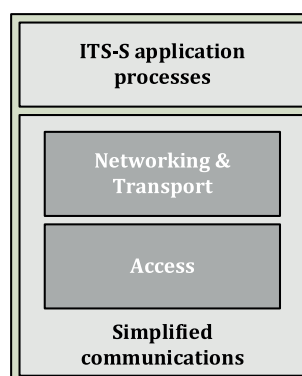 ITS-S application
processes
Networking &
Transport
Access
Simplified
communications